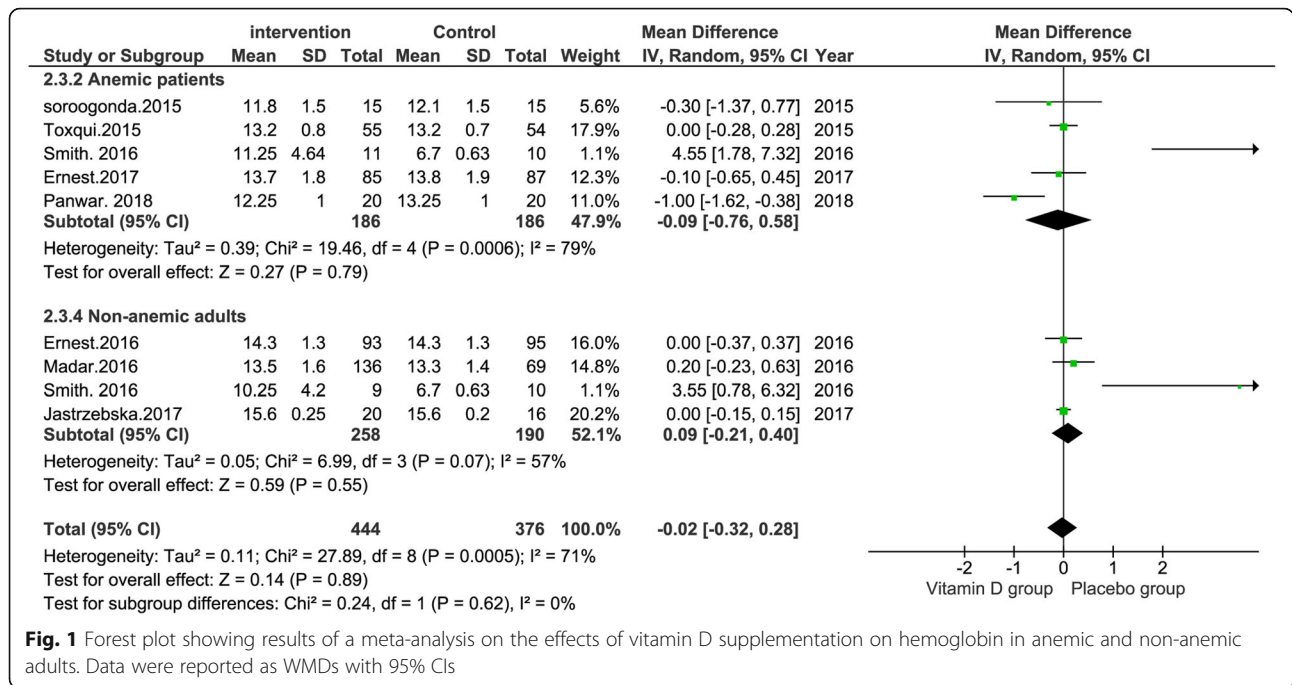 intervention Control Mean Difference Mean Difference
Study or Subgroup Mean SD Total Mean SD Total Weight IV, Random, 95% CI Year IV, Random, 95% CI
2.3.2 Anemic patients
soroogonda.2015 11.8 1.5 15 12.1 1.5 15 5.6% -0.30 [-1.37, 0.77] 2015
Toxqui.2015 13.2 0.8 55 13.2 0.7 54 17.9% 0.00 [-0.28, 0.28] 2015
Smith. 2016 11.25 4.64 11 6.7 0.63 10 1.1% 4.55 [1.78, 7.32] 2016
Ernest.2017 13.7 1.8 85 13.8 1.9 87 12.3% -0.10 [-0.65, 0.45] 2017
Panwar. 2018 12.25 1 20 13.25 1 20 11.0% -1.00 [-1.62, -0.38] 2018
Subtotal (95% CI) 186 186 47.9% -0.09 [-0.76, 0.58]
Heterogeneity: Tau² = 0.39; Chi² = 19.46, df = 4 (P = 0.0006); I² = 79%
Test for overall effect: Z = 0.27 (P = 0.79)
2.3.4 Non-anemic adults
Ernest.2016 14.3 1.3 93 14.3 1.3 95 16.0% 0.00 [-0.37, 0.37] 2016
Madar.2016 13.5 1.6 136 13.3 1.4 69 14.8% 0.20 [-0.23, 0.63] 2016
Smith. 2016 10.25 4.2 9 6.7 0.63 10 1.1% 3.55 [0.78, 6.32] 2016
Jastrzebska.2017 15.6 0.25 20 15.6 0.2 16 20.2% 0.00 [-0.15, 0.15] 2017
Subtotal (95% CI) 258 190 52.1% 0.09 [-0.21, 0.40]
Heterogeneity: Tau² = 0.05; Chi² = 6.99, df = 3 (P = 0.07); I² = 57%
Test for overall effect: Z = 0.59 (P = 0.55)
Total (95% CI) 444 376 100.0% -0.02 [-0.32, 0.28]
Heterogeneity: Tau² = 0.11; Chi² = 27.89, df = 8 (P = 0.0005); I² = 71%
Test for overall effect: Z = 0.14 (P = 0.89)
Test for subgroup differences: Chi² = 0.24, df = 1 (P = 0.62), I² = 0%
-2 -1 0 1 2
Vitamin D group Placebo group
Fig. 1 Forest plot showing results of a meta-analysis on the effects of vitamin D supplementation on hemoglobin in anemic and non-anemic
adults. Data were reported as WMDs with 95% CIs